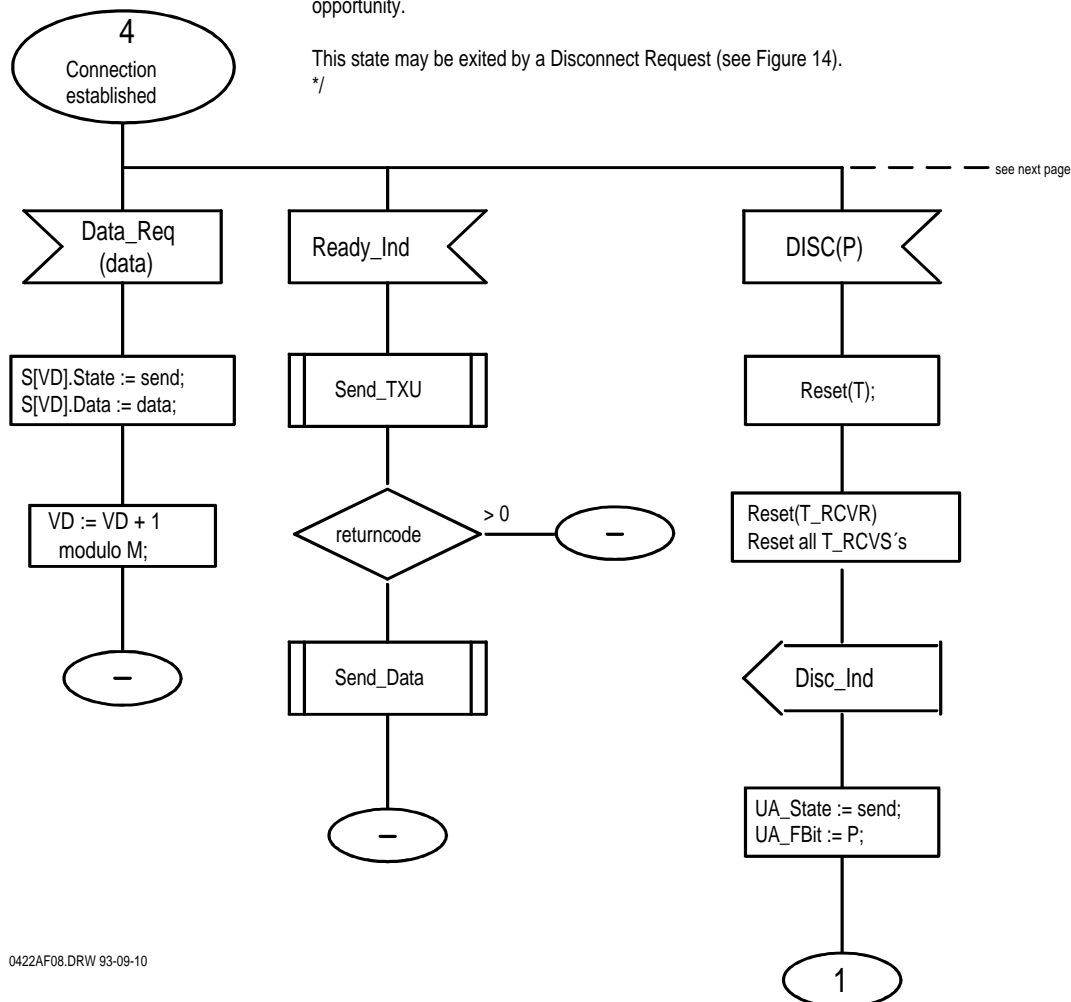 opportunity.
This state may be exited by a Disconnect Request (see Figure 14).
*/
4
Connection
established
see next page
Data_Req
(data)
S[VD].State := send;
S[VD].Data := data;
VD := VD + 1
modulo M;
–
Ready_Ind
Send_TXU
returncode
> 0
–
Send_Data
–
DISC(P)
Reset(T);
Reset(T_RCVR)
Reset all T_RCVS´s
Disc_Ind
UA_State := send;
UA_FBit := P;
1
0422AF08.DRW 93-09-10